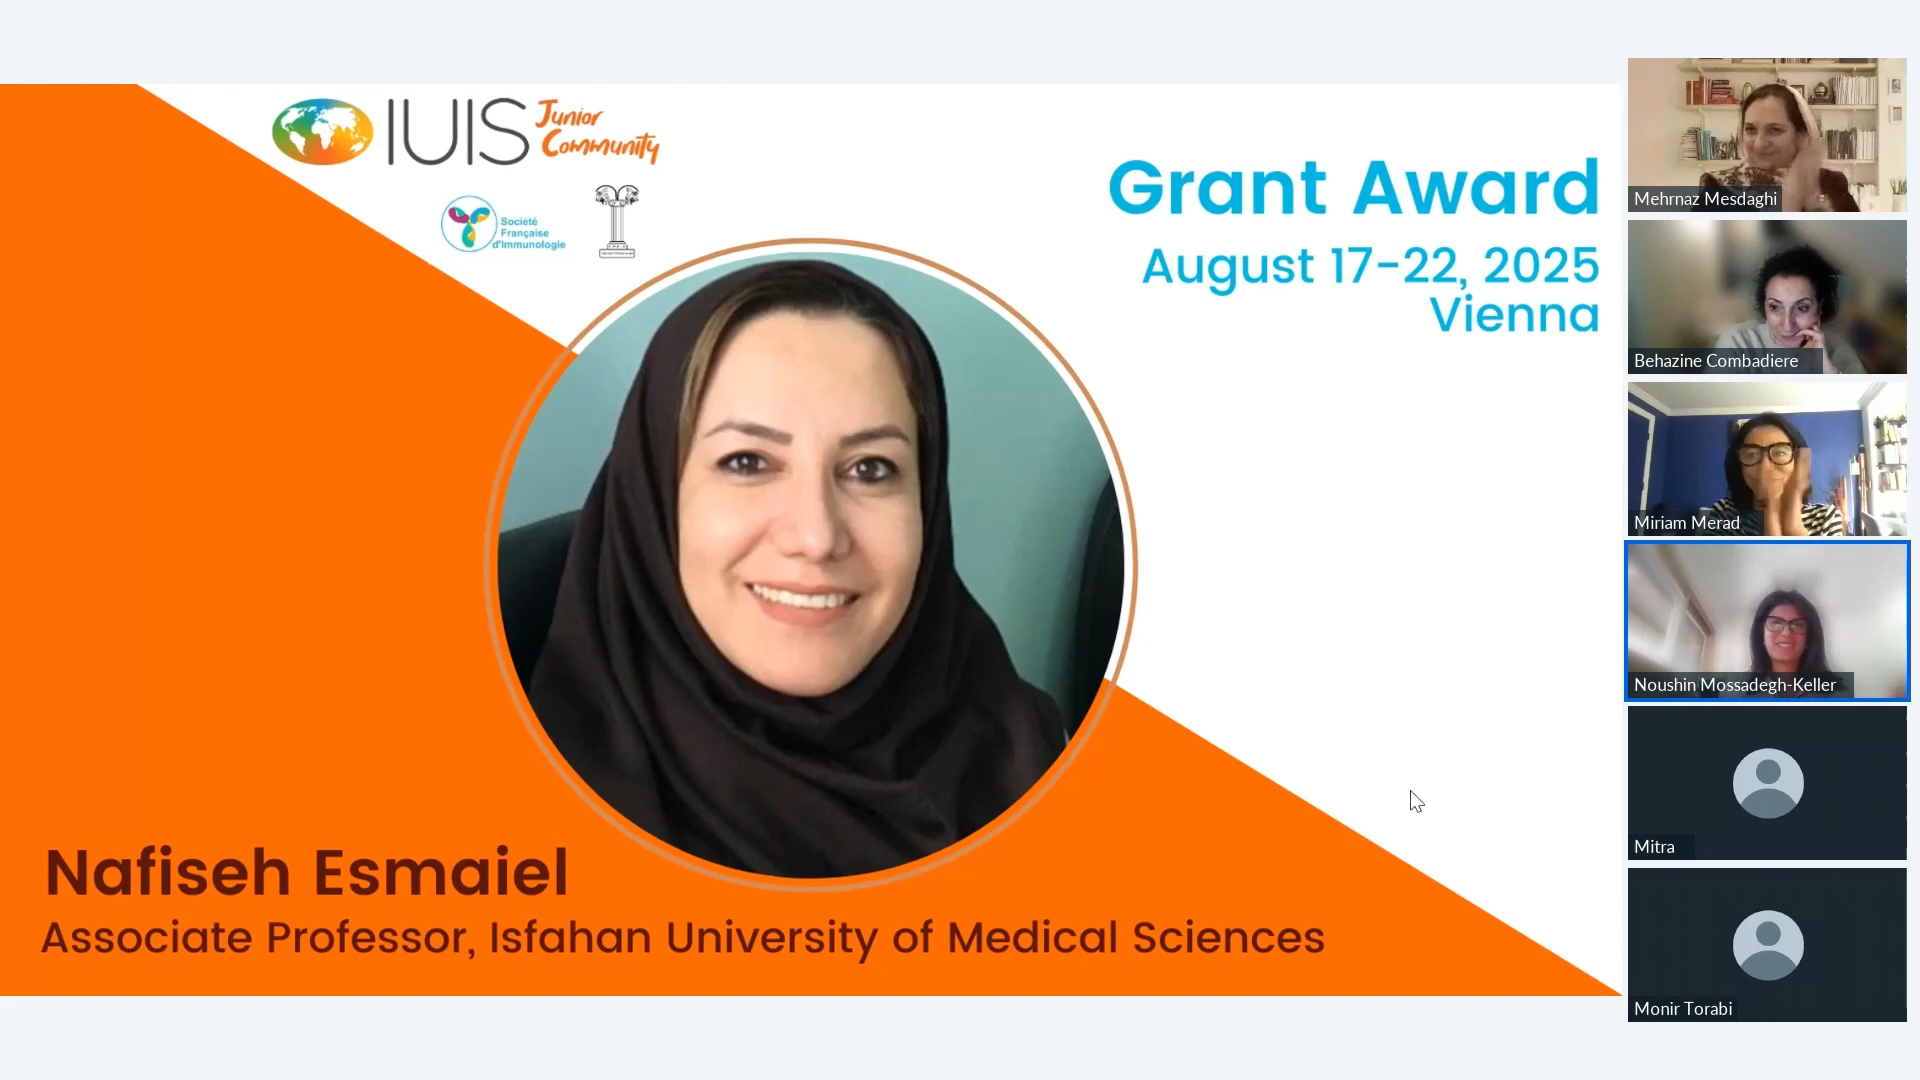 IUIS Junior Community
Société
Française
d'Immunologie
Grant Award
August 17-22, 2025
Vienna
Nafiseh Esmaiel
Associate Professor, Isfahan University of Medical Sciences
Mehrnaz Mesdaghi
Behazine Combadiere
Miriam Merad
Noushin Mossadegh-Keller
Mitra
Monir Torabi